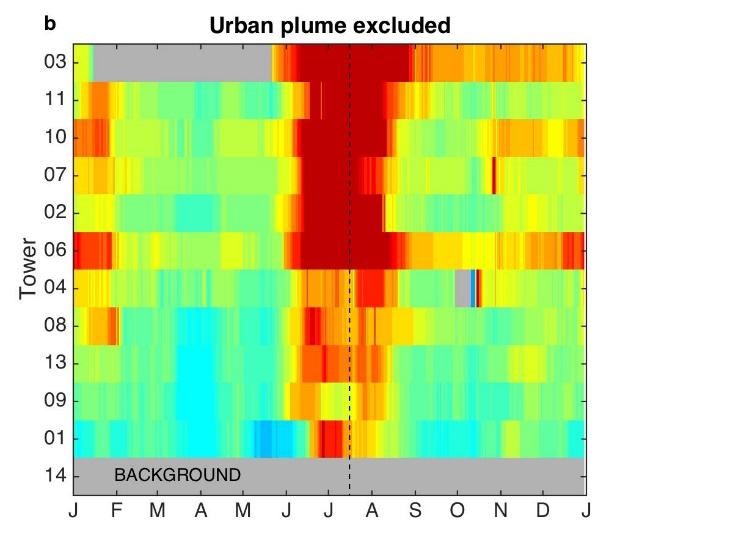 b
Urban plume excluded
03
11
10
07
02
06
04
08
13
09
01
14
Tower
BACKGROUND
J F M A M J J A S O N D J